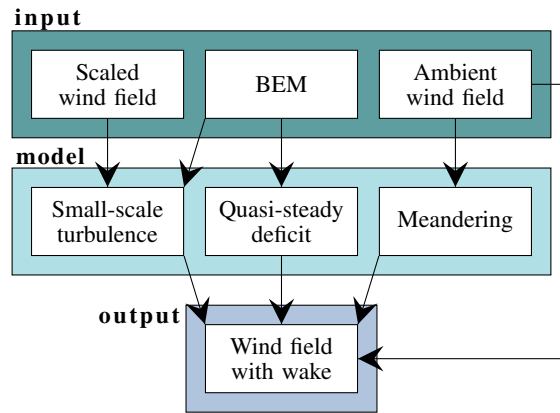 input
Scaled
wind field
BEM
Ambient
wind field
model
Small-scale
turbulence
Quasi-steady
deficit
Meandering
output
Wind field
with wake